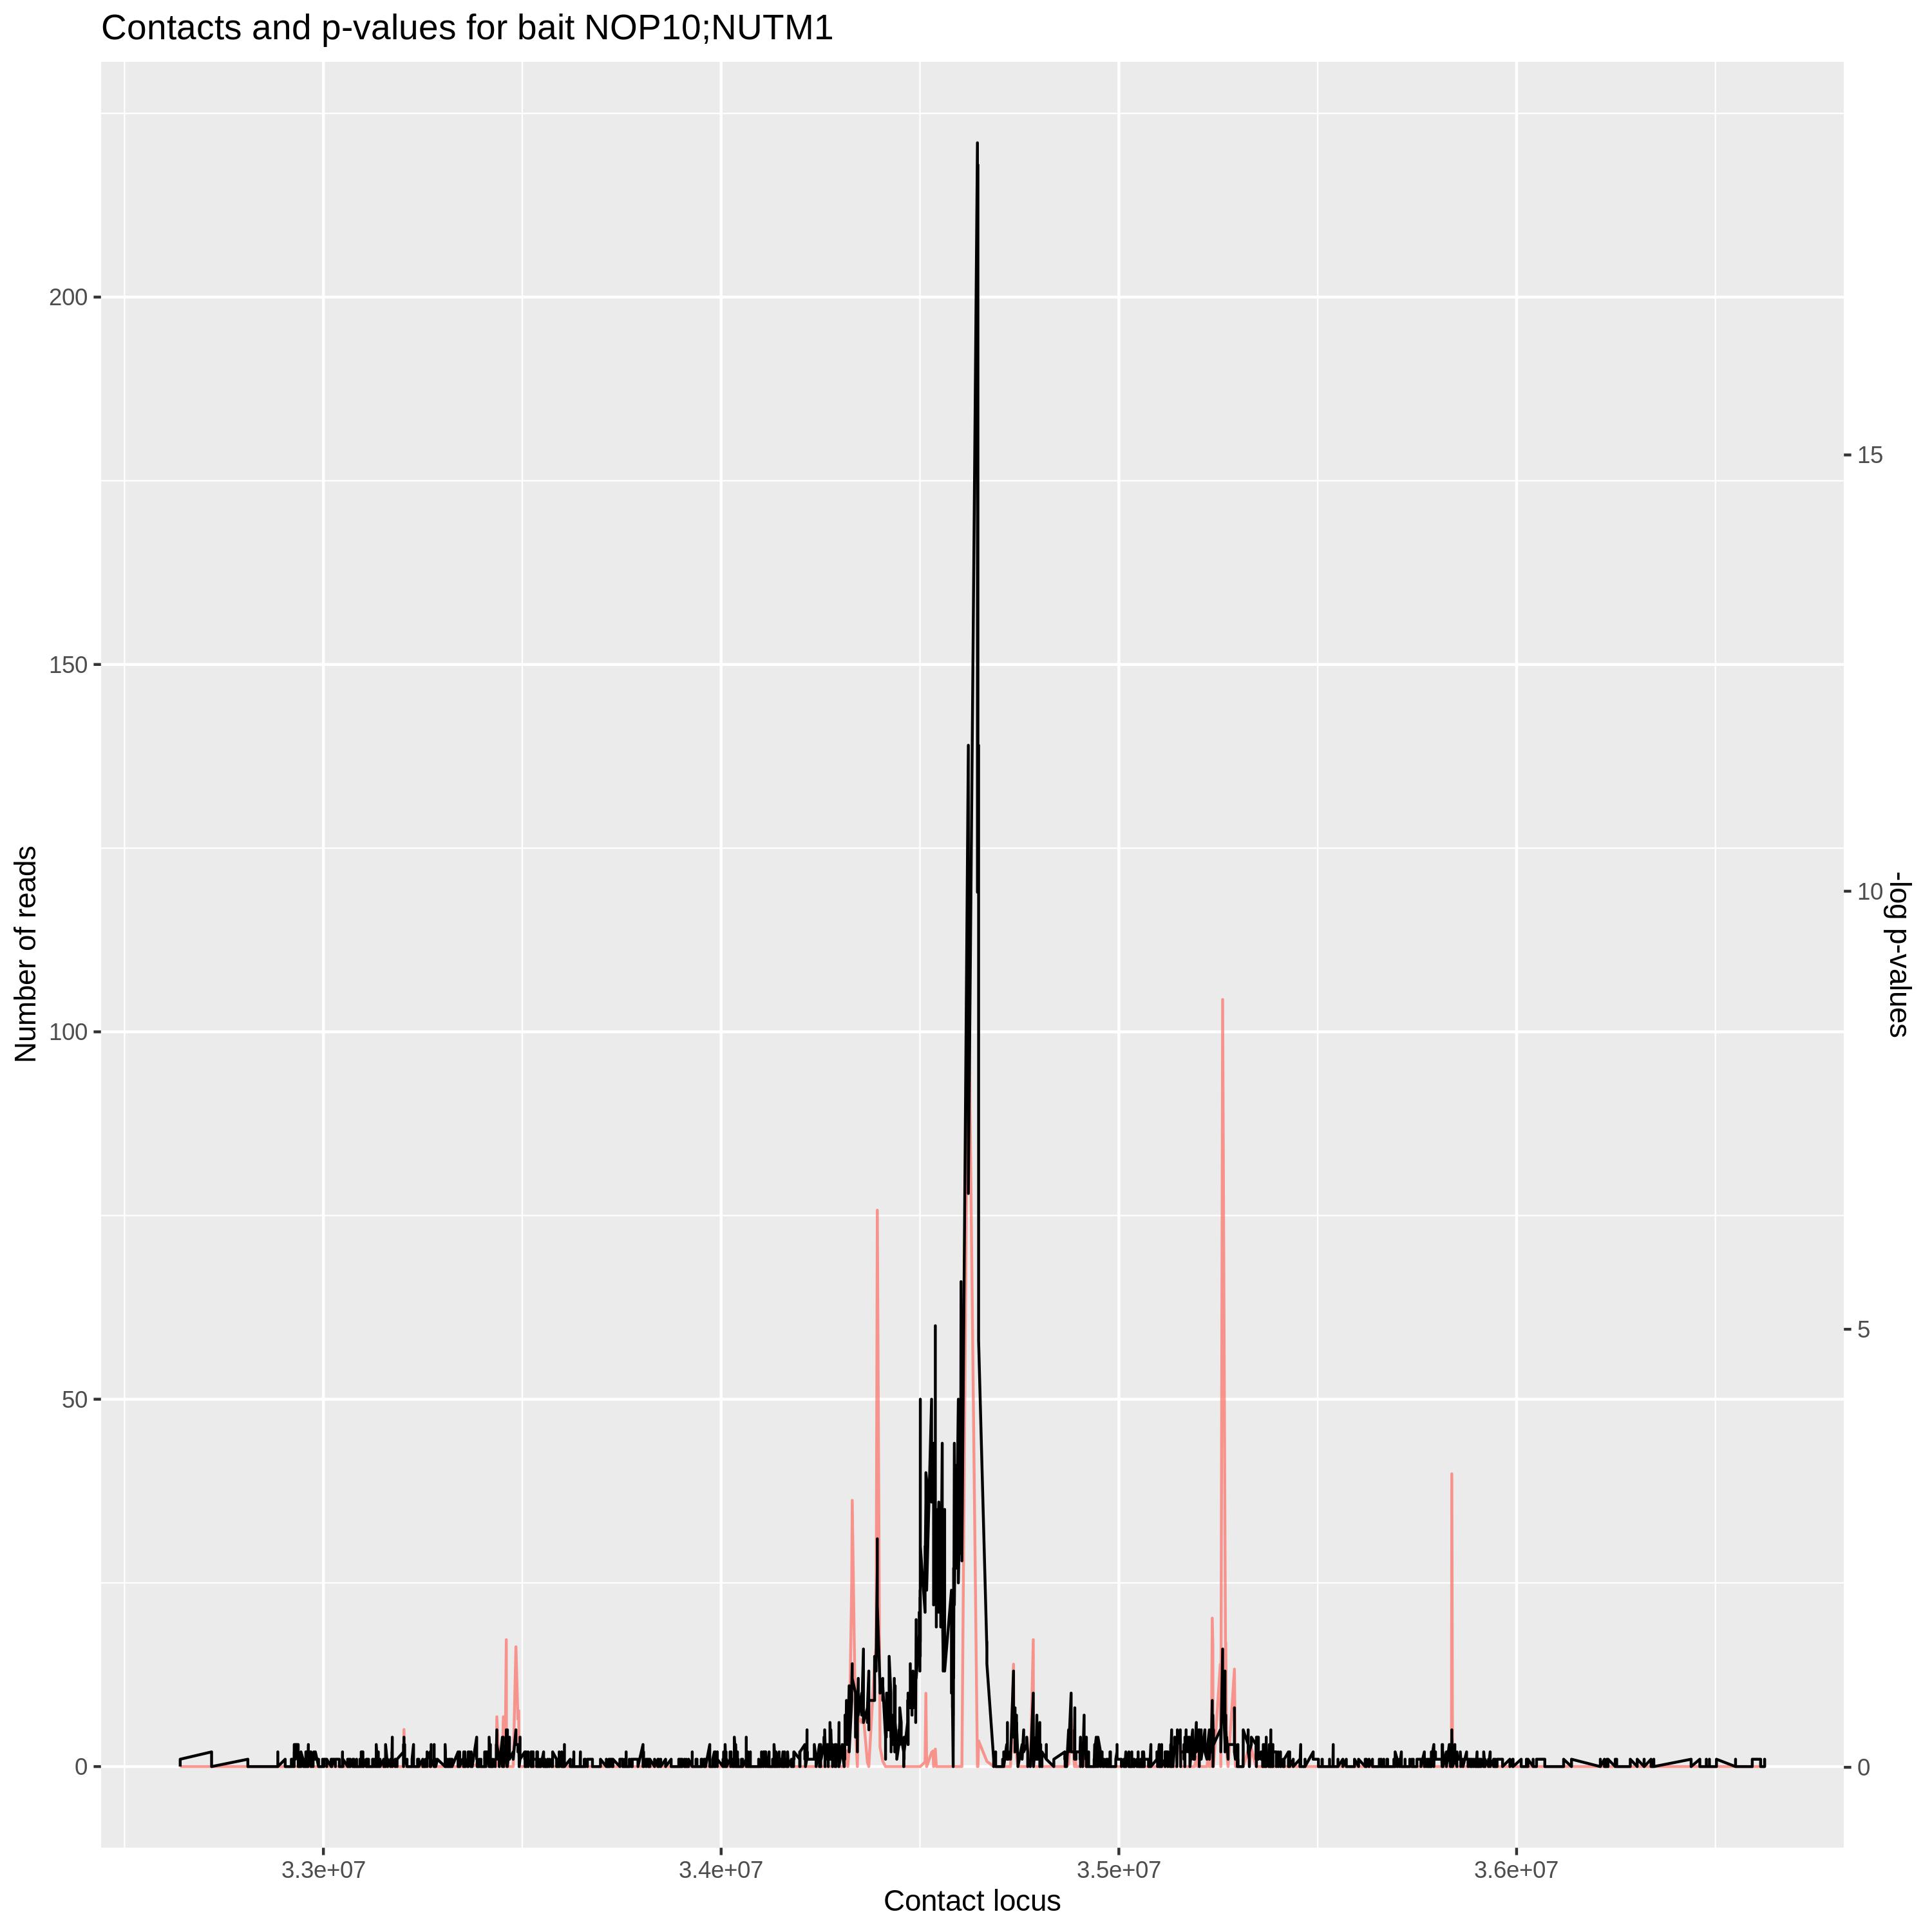 Contacts and p-values for bait NOP10;NUTM1
Number of reads
200
150
100
50
0
15
10
5
0
-log p-values
3.3e+07
3.4e+07
3.5e+07
3.6e+07
Contact locus